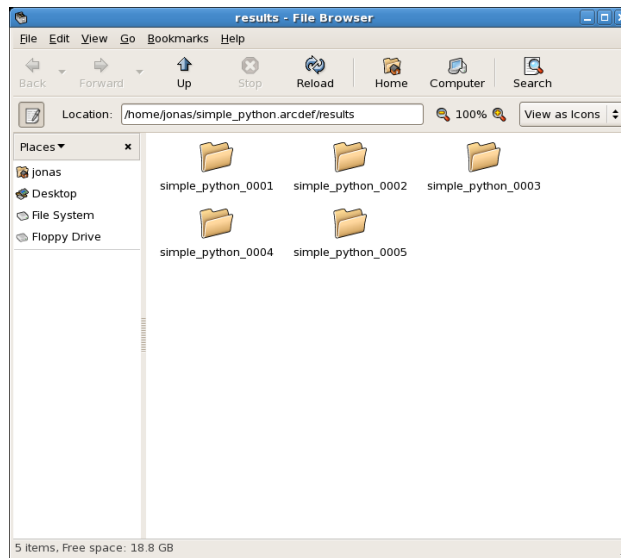 results - File Browser
File Edit View Go Bookmarks Help
Back Forward Up Stop Reload Home Computer Search
Location: /home/jonas/simple_python.arcdef/results 100% View as Icons
Places
jonas
Desktop
File System
Floppy Drive
simple_python_0001 simple_python_0002 simple_python_0003
simple_python_0004 simple_python_0005
5 items, Free space: 18.8 GB